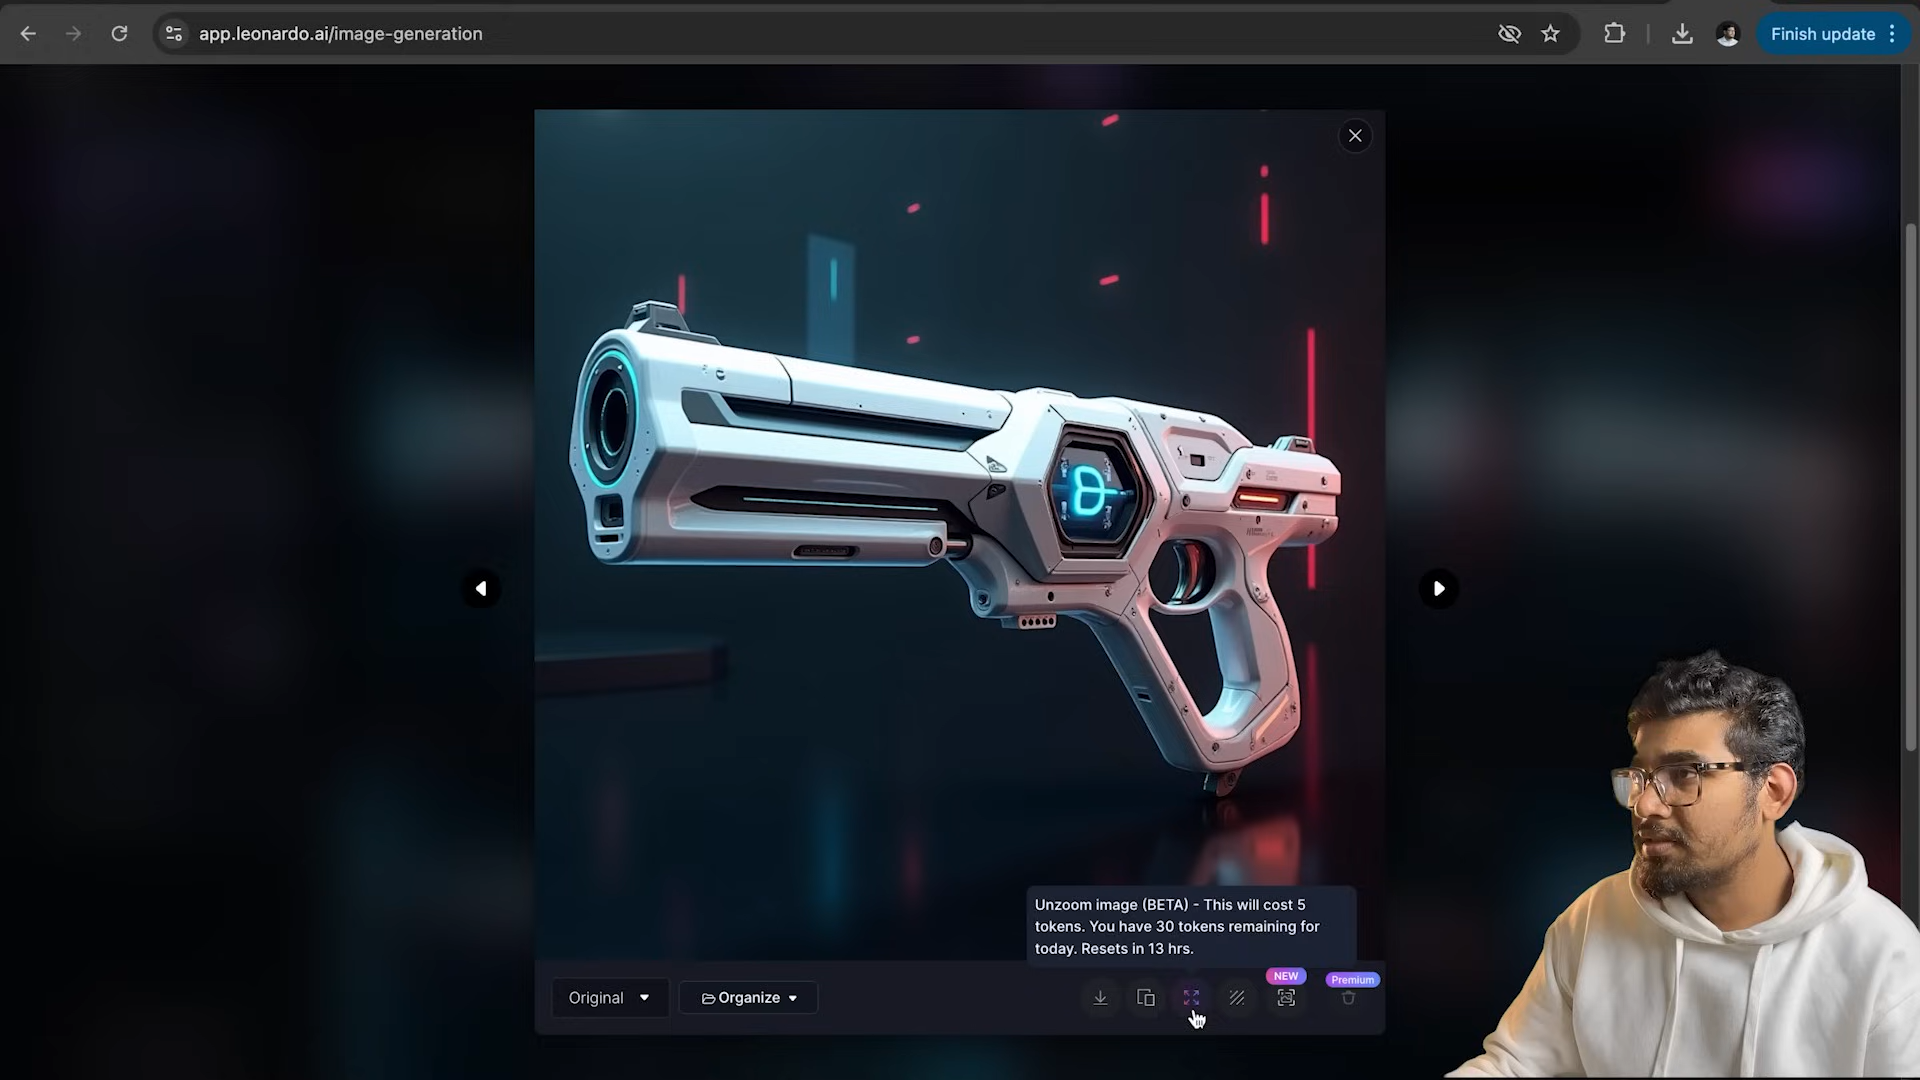 app.leonardo.ai/image-generation
Finish update
Unzoom image (BETA) - This will cost 5
tokens. You have 30 tokens remaining for
today. Resets in 13 hrs.
NEW
Premium
Original
Organize